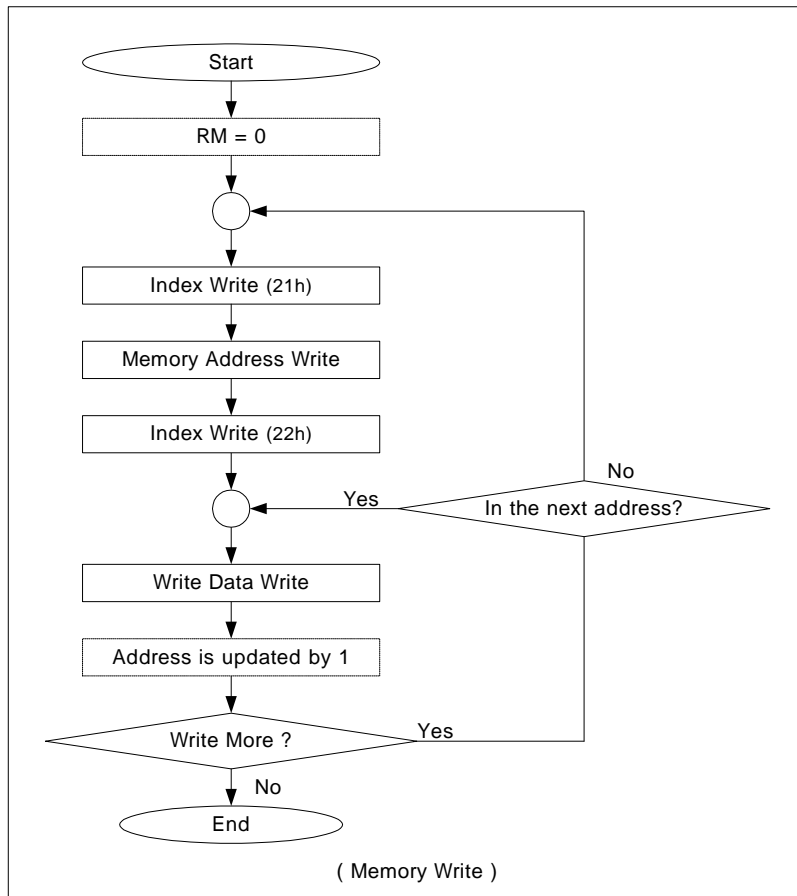 Start
RM = 0
Index Write (21h)
Memory Address Write
Index Write (22h)
No
Yes
In the next address?
Write Data Write
Address is updated by 1
Write More ?
Yes
No
End
( Memory Write )